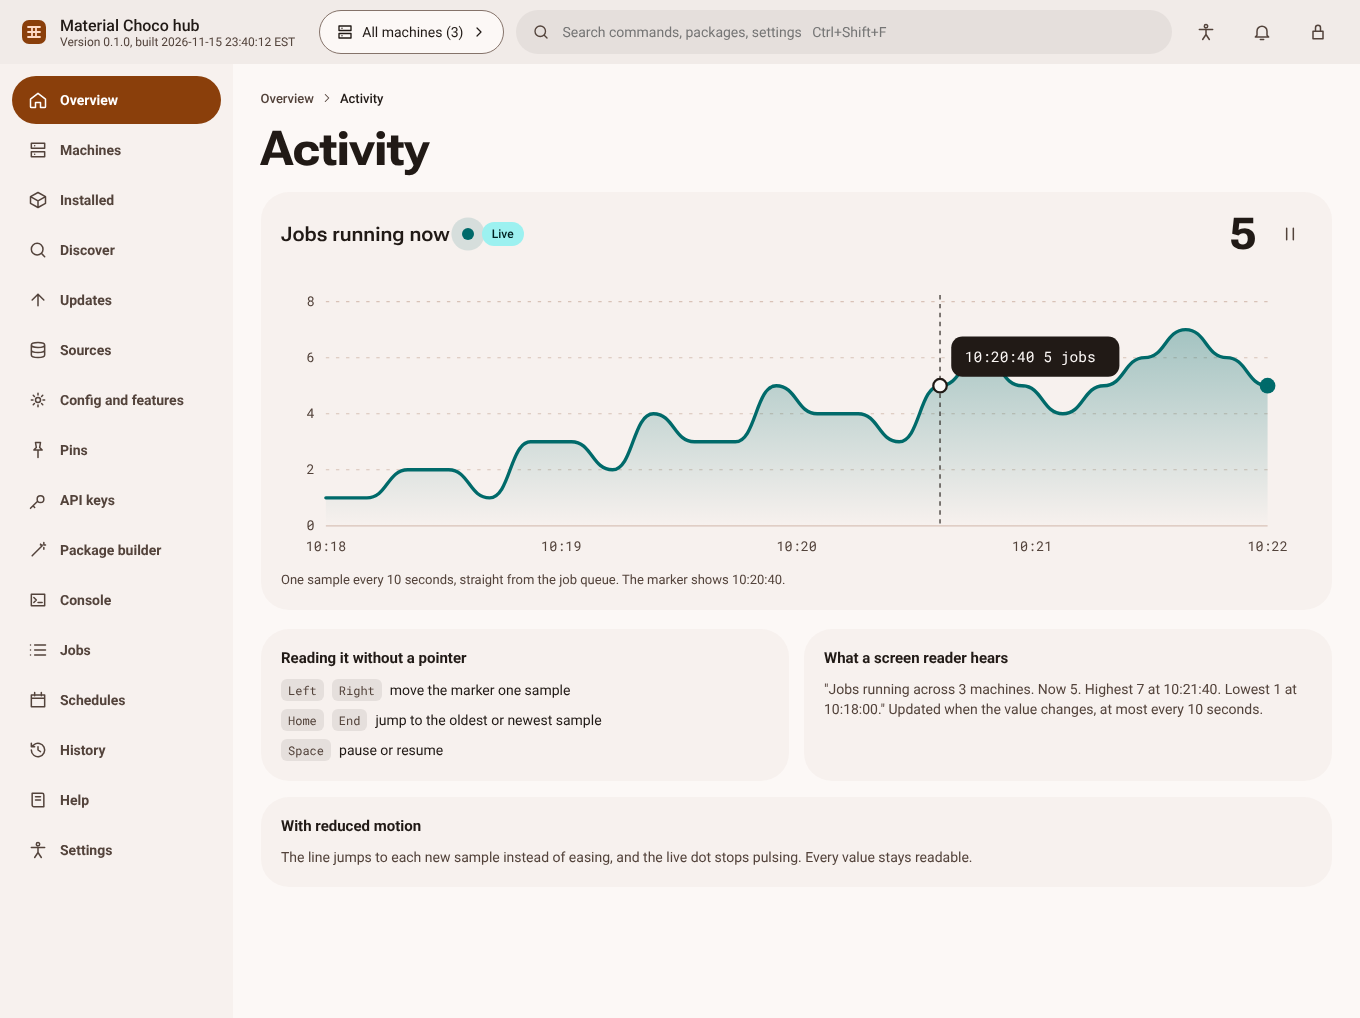 Material Choco hub
Version 0.1.0, built 2026-11-15 23:40:12 EST
All machines (3)
Search commands, packages, settings Ctrl+Shift+F
Overview
Machines
Installed
Discover
Updates
Sources
Config and features
Pins
API keys
Package builder
Console
Jobs
Schedules
History
Help
Settings
Overview > Activity
Activity
Jobs running now
Live
5
8
6
4
2
0
10:20:40 5 jobs
10:18
10:19
10:20
10:21
10:22
One sample every 10 seconds, straight from the job queue. The marker shows 10:20:40.
Reading it without a pointer
Left Right move the marker one sample
Home End jump to the oldest or newest sample
Space pause or resume
What a screen reader hears
"Jobs running across 3 machines. Now 5. Highest 7 at 10:21:40. Lowest 1 at
10:18:00." Updated when the value changes, at most every 10 seconds.
With reduced motion
The line jumps to each new sample instead of easing, and the live dot stops pulsing. Every value stays readable.